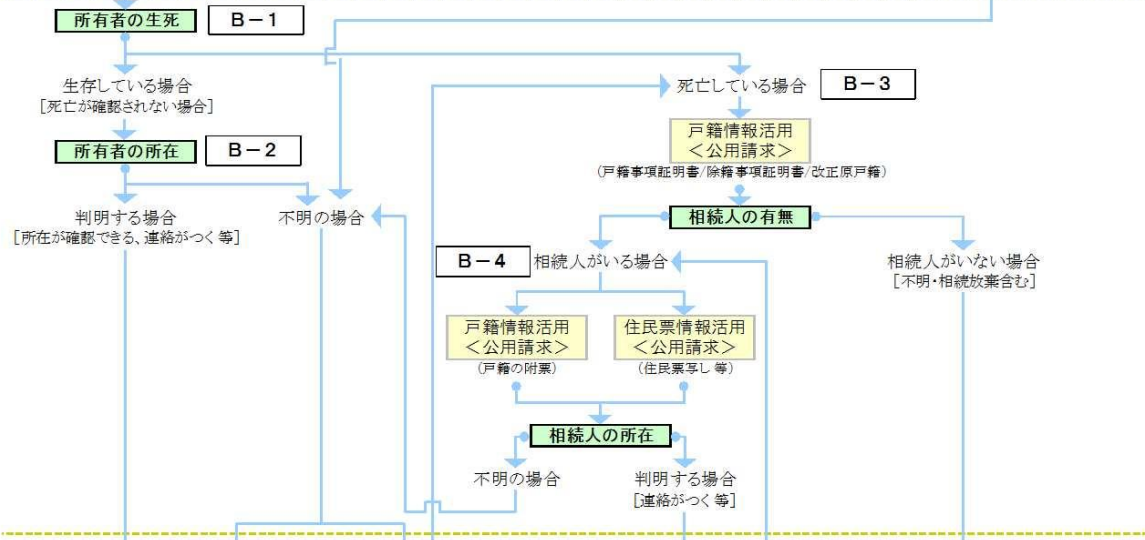 所有者の生死
B-1
生存している場合
[死亡が確認されない場合]
死亡している場合
B-3
所有者の所在
B-2
戸籍情報活用
<公用請求>
(戸籍事項証明書/除籍事項証明書/改正原戸籍)
判明する場合
[所在が確認できる、連絡がつく等]
不明の場合
相続人の有無
B-4
相続人がいる場合
相続人がいない場合
[不明・相続放棄含む]
戸籍情報活用
<公用請求>
(戸籍の附票)
住民票情報活用
<公用請求>
(住民票写し等)
相続人の所在
不明の場合
判明する場合
[連絡がつく等]